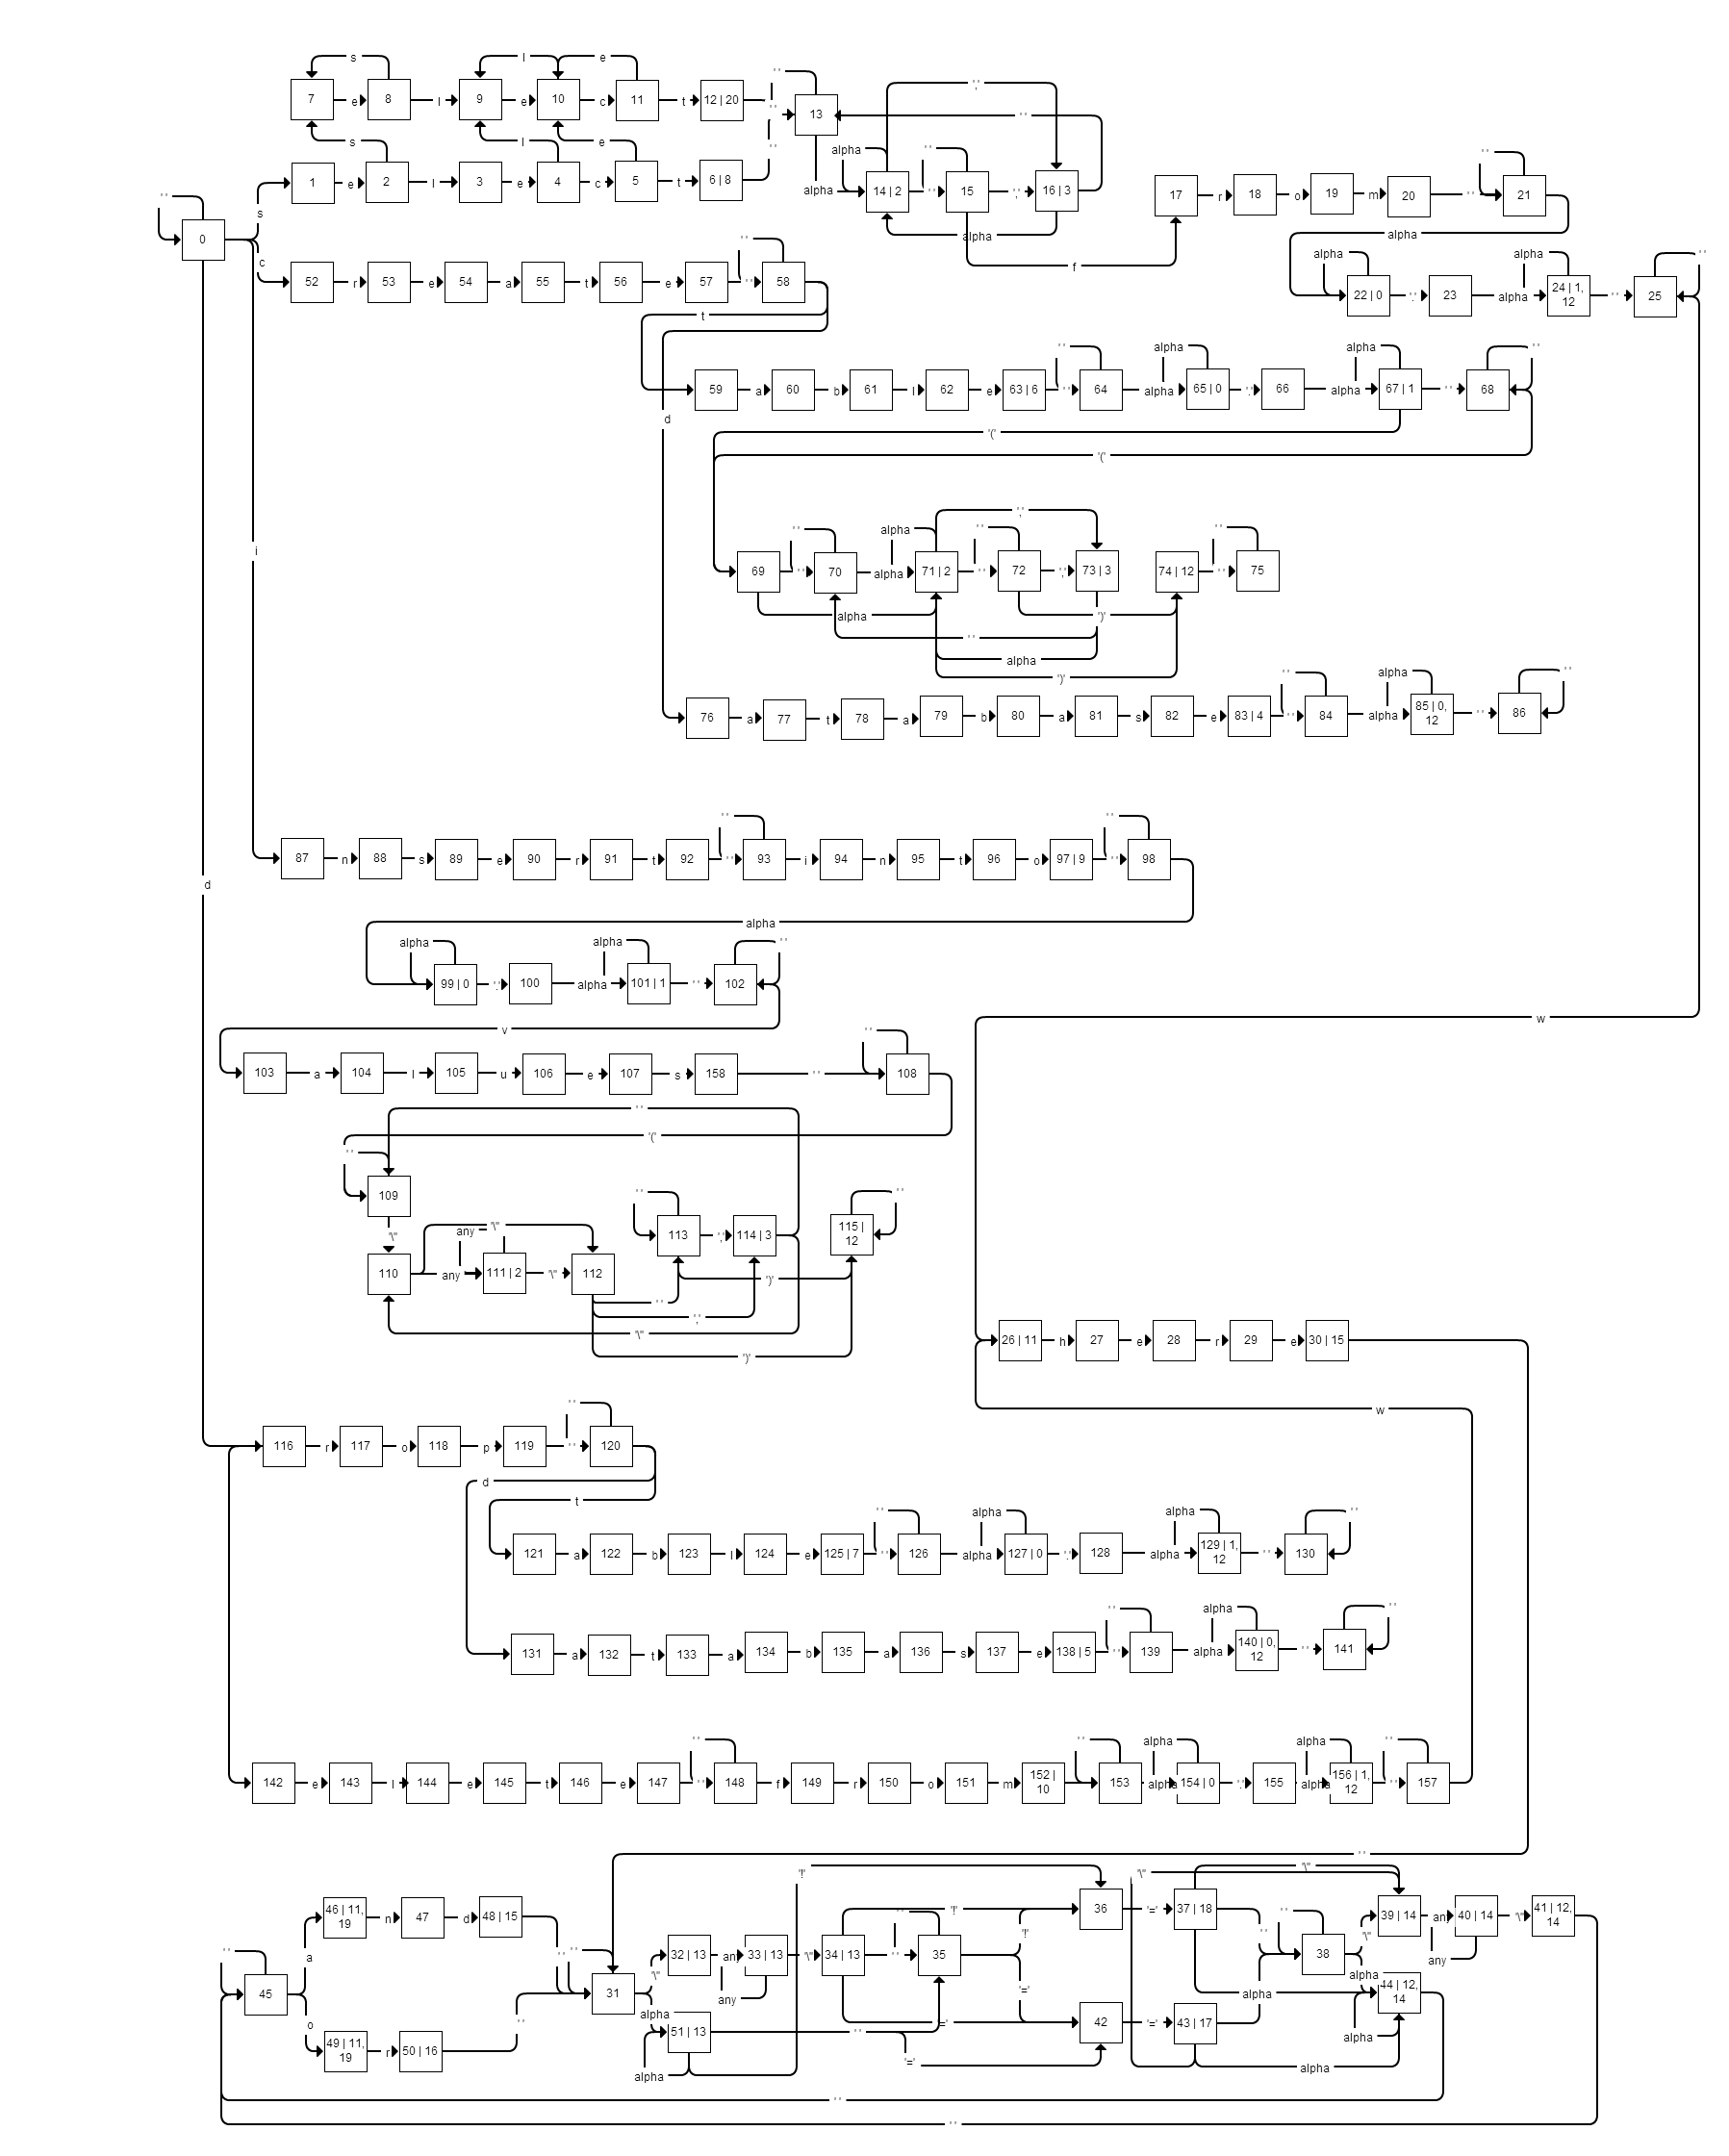 s l e
7 e 8 l 9 e 10 c 11 t 12 | 20 ' ' 13 ',' ' '
s l e ' '
1 e 2 l 3 e 4 c 5 t 6 | 8
alpha ' '
alpha 14 | 2 ' ' 15 ',' 16 | 3
alpha
f
17 r 18 o 19 m 20 ' ' 21 ' '
alpha
alpha alpha ' '
22 | 0 '.' 23 alpha 24 | 1, 12 ' ' 25
' '
0
s
c
52 r 53 e 54 a 55 t 56 e 57 ' ' 58 ' '
t
d
' ' alpha alpha ' '
59 a 60 b 61 l 62 e 63 | 6 ' ' 64 alpha 65 | 0 '.' 66 alpha 67 | 1 ' ' 68
'('
'('
i
' ' alpha ' ' ',' ' '
69 ' ' 70 alpha 71 | 2 ' ' 72 ',' 73 | 3 74 | 12 ' ' 75
alpha ')'
' '
alpha
')'
' ' alpha ' '
76 a 77 t 78 a 79 b 80 a 81 s 82 e 83 | 4 ' ' 84 alpha 85 | 0, 12 ' ' 86
' ' ' '
87 n 88 s 89 e 90 r 91 t 92 ' ' 93 i 94 n 95 t 96 o 97 | 9 ' ' 98
d
alpha
alpha alpha ' '
99 | 0 '.' 100 alpha 101 | 1 ' ' 102
w
v
' '
103 a 104 l 105 u 106 e 107 s 158 ' ' 108
' '
'('
' '
109
'\"'
any '\"' ' ' ' '
113 ',' 114 | 3 115 | 12
110 any 111 | 2 '\"' 112
')'
' '
','
'\"'
')'
26 | 11 h 27 e 28 r 29 e 30 | 15
w
' '
116 r 117 o 118 p 119 ' ' 120
d
t
' ' alpha alpha ' '
121 a 122 b 123 l 124 e 125 | 7 ' ' 126 alpha 127 | 0 '.' 128 alpha 129 | 1, 12 ' ' 130
' ' alpha ' '
131 a 132 t 133 a 134 b 135 a 136 s 137 e 138 | 5 ' ' 139 alpha 140 | 0, 12 ' ' 141
' ' ' ' alpha alpha ' '
142 e 143 l 144 e 145 t 146 e 147 ' ' 148 f 149 r 150 o 151 m 152 | 10 153 alpha 154 | 0 '.' 155 alpha 156 | 1, 12 ' ' 157
' '
'!' '\"' '\"'
46 | 11, 19 n 47 d 48 | 15 '!' 36 '=' 37 | 18 ' ' 39 | 14 any 40 | 14 '\"' 41 | 12, 14
' ' a ' ' ' ' '!' ' ' '\"' any
32 | 13 any 33 | 13 '\"' 34 | 13 ' ' 35 38
'\"' alpha
45 31 any '=' alpha 44 | 12, 14
o ' ' alpha '=' 42 '=' 43 | 17
49 | 11, 19 r 50 | 16 51 | 13 ' ' alpha
'=' alpha
alpha
' '
' '